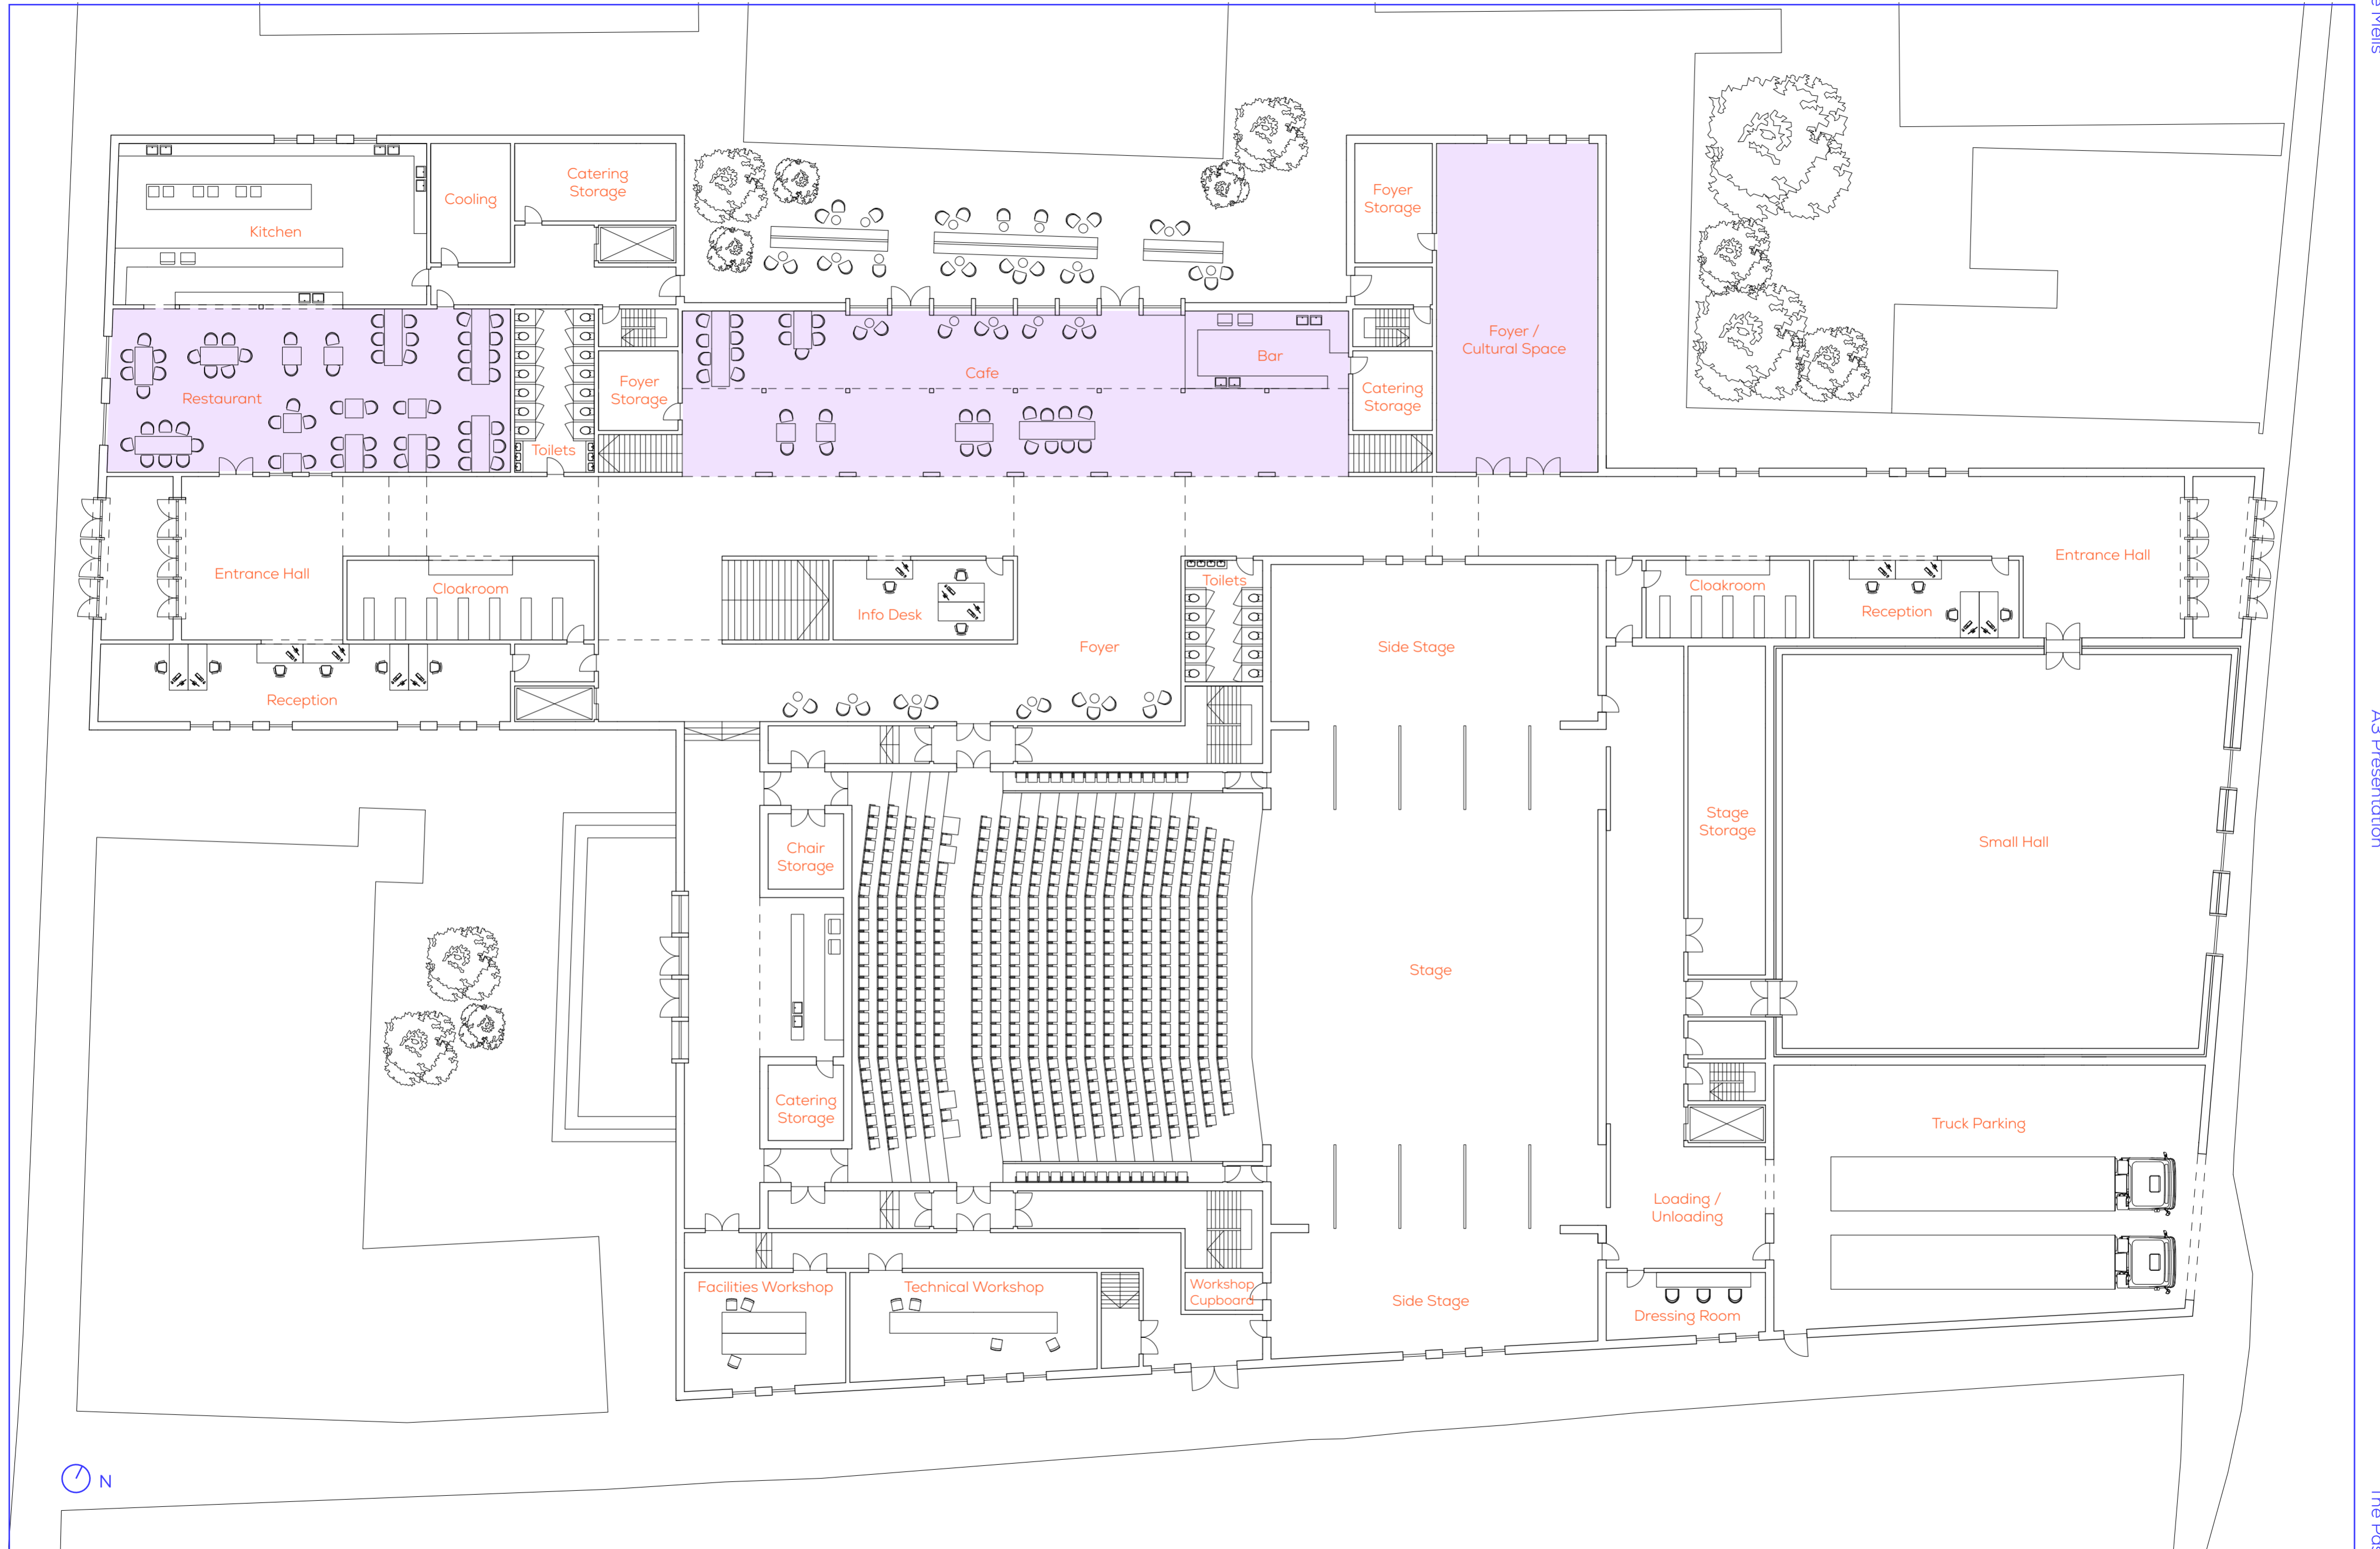 Kitchen
Cooling
Catering
Storage
Foyer
Storage
Foyer /
Cultural Space
Restaurant
Toilets
Foyer
Storage
Cafe
Bar
Catering
Storage
Entrance Hall
Cloakroom
Reception
Info Desk
Foyer
Toilets
Side Stage
Cloakroom
Reception
Entrance Hall
Chair
Storage
Stage
Storage
Small Hall
Stage
Catering
Storage
Truck Parking
Loading /
Unloading
Facilities Workshop
Technical Workshop
Workshop
Cupboard
Side Stage
Dressing Room
N
A3 Presentation